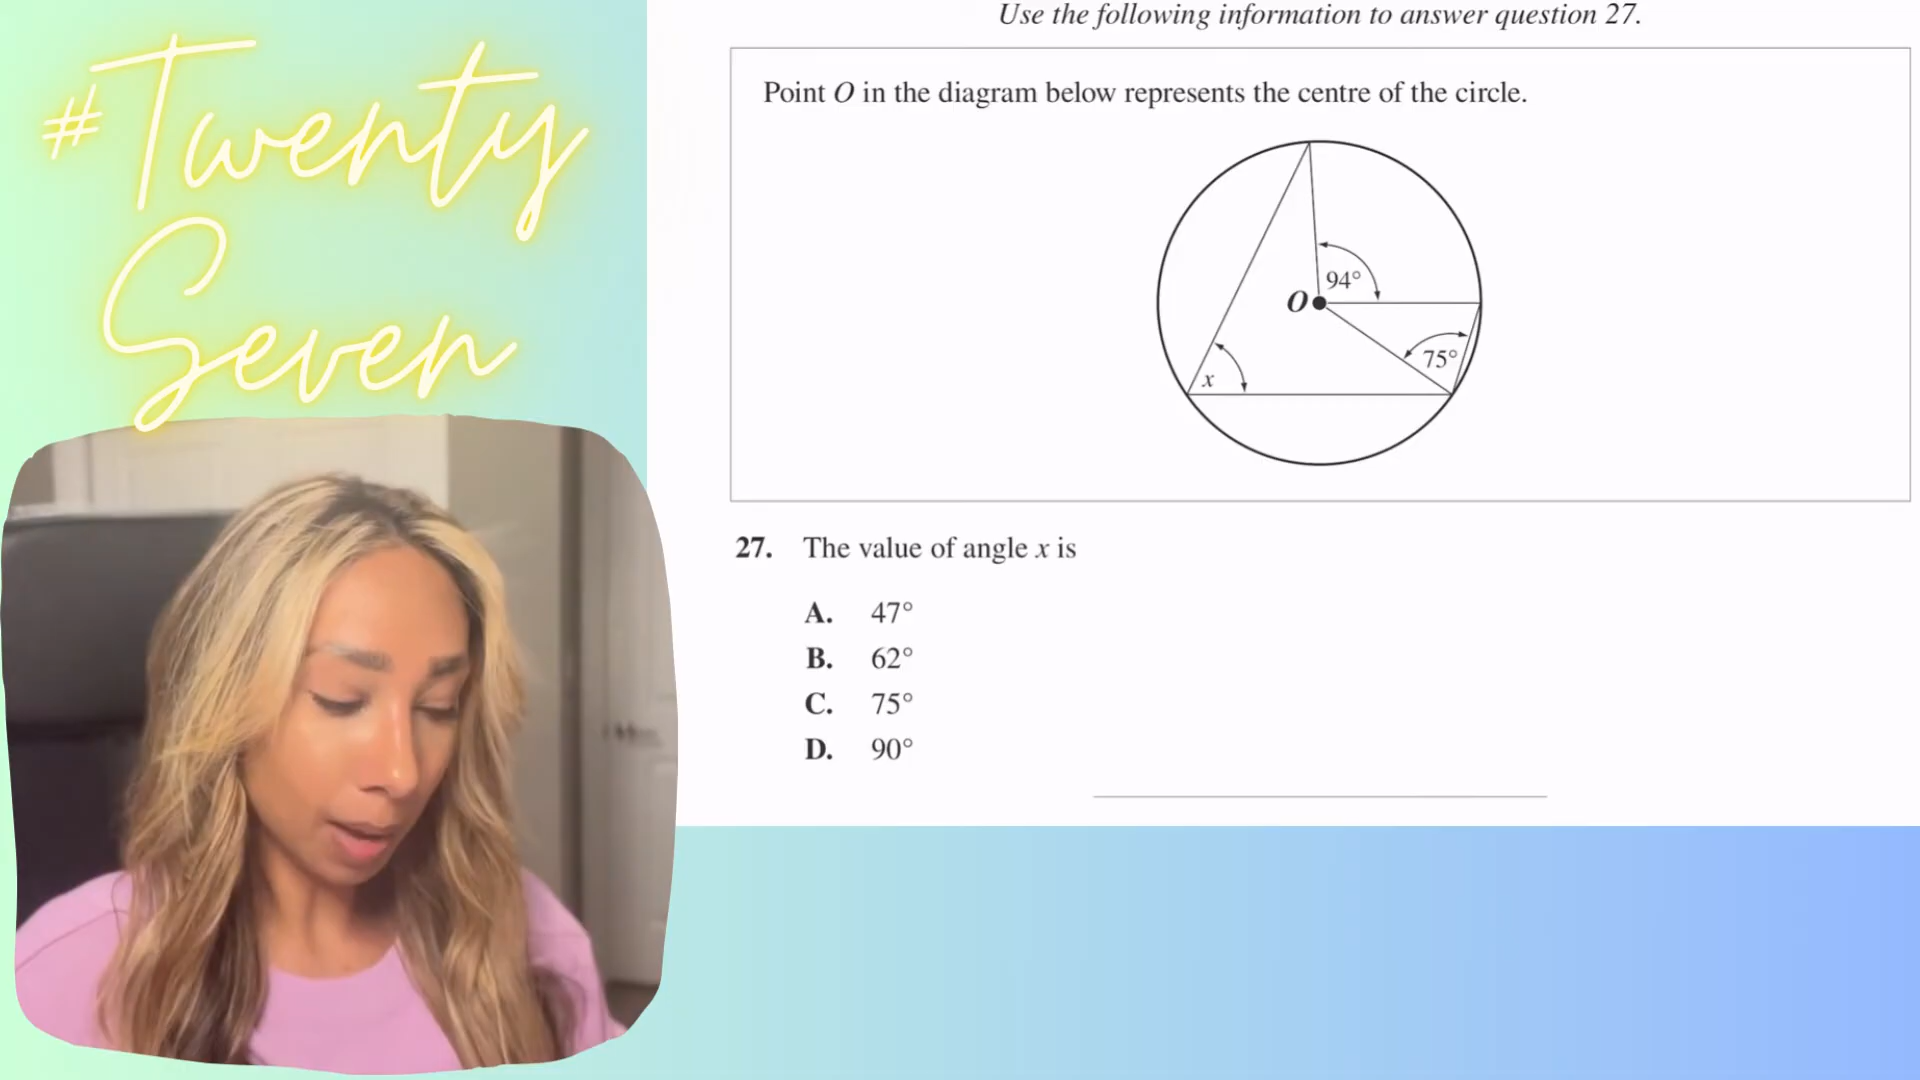 #Twenty
Seven
Use the following information to answer question 27.
Point O in the diagram below represents the centre of the circle.
94°
O
75°
x
27. The value of angle x is
A. 47°
B. 62°
C. 75°
D. 90°